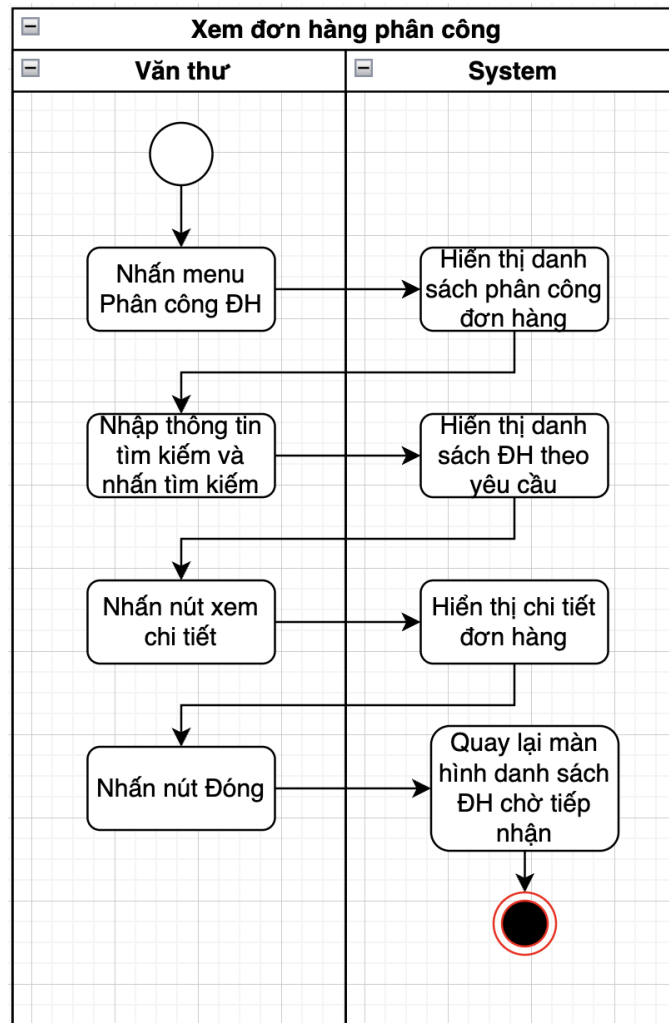 Xem đơn hàng phân công
Văn thư
System
Nhấn menu
Phân công ĐH
Hiển thị danh
sách phân công
đơn hàng
Nhập thông tin
tìm kiếm và
nhấn tìm kiếm
Hiển thị danh
sách ĐH theo
yêu cầu
Nhấn nút xem
chi tiết
Hiển thị chi tiết
đơn hàng
Nhấn nút Đóng
Quay lại màn
hình danh sách
ĐH chờ tiếp
nhận